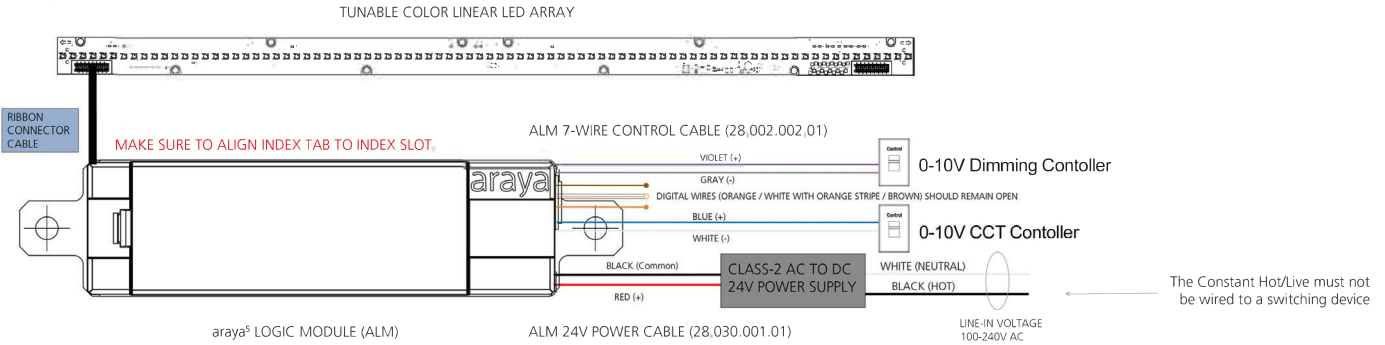 TUNABLE COLOR LINEAR LED ARRAY
RIBBON
CONNECTOR
CABLE
MAKE SURE TO ALIGN INDEX TAB TO INDEX SLOT.
ALM 7-WIRE CONTROL CABLE (28.002.002.01)
araya
VIOLET (+)
GRAY (-)
Control
0-10V Dimming Contoller
DIGITAL WIRES (ORANGE / WHITE WITH ORANGE STRIPE / BROWN) SHOULD REMAIN OPEN
BLUE (+)
WHITE (-)
Control
0-10V CCT Contoller
BLACK (Common)
RED (+)
CLASS-2 AC TO DC
24V POWER SUPPLY
WHITE (NEUTRAL)
BLACK (HOT)
The Constant Hot/Live must not
be wired to a switching device
LINE-IN VOLTAGE
100-240V AC
araya⁵ LOGIC MODULE (ALM)
ALM 24V POWER CABLE (28.030.001.01)